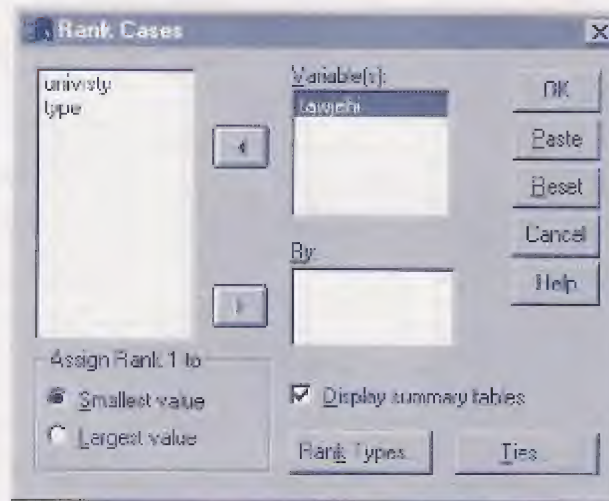 Rank Cases
univisty
type
Variable(s):
By:
OK
Paste
Reset
Cancel
Help
Assign Rank 1 to
Smallest value
Largest value
Display summary tables
Rank Types...
Ties...